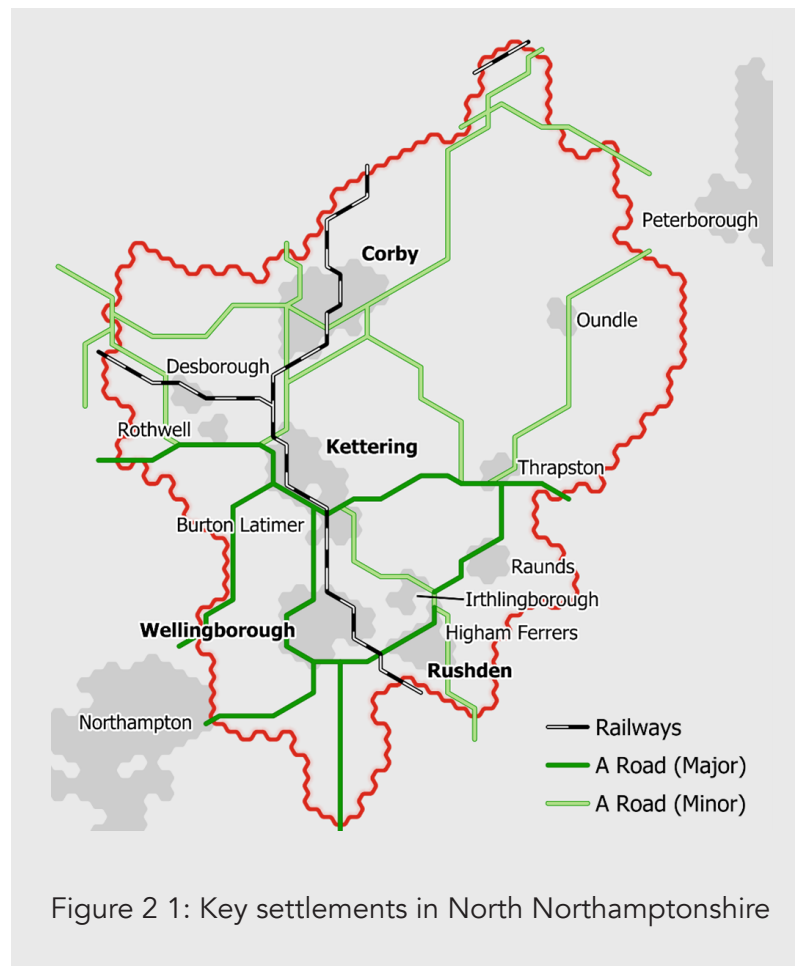 Peterborough
Corby
Oundle
Desborough
Rothwell
Kettering
Thrapston
Burton Latimer
Raunds
Irthlingborough
Wellingborough
Higham Ferrers
Rushden
Northampton
Railways
A Road (Major)
A Road (Minor)
Figure 2 1: Key settlements in North Northamptonshire